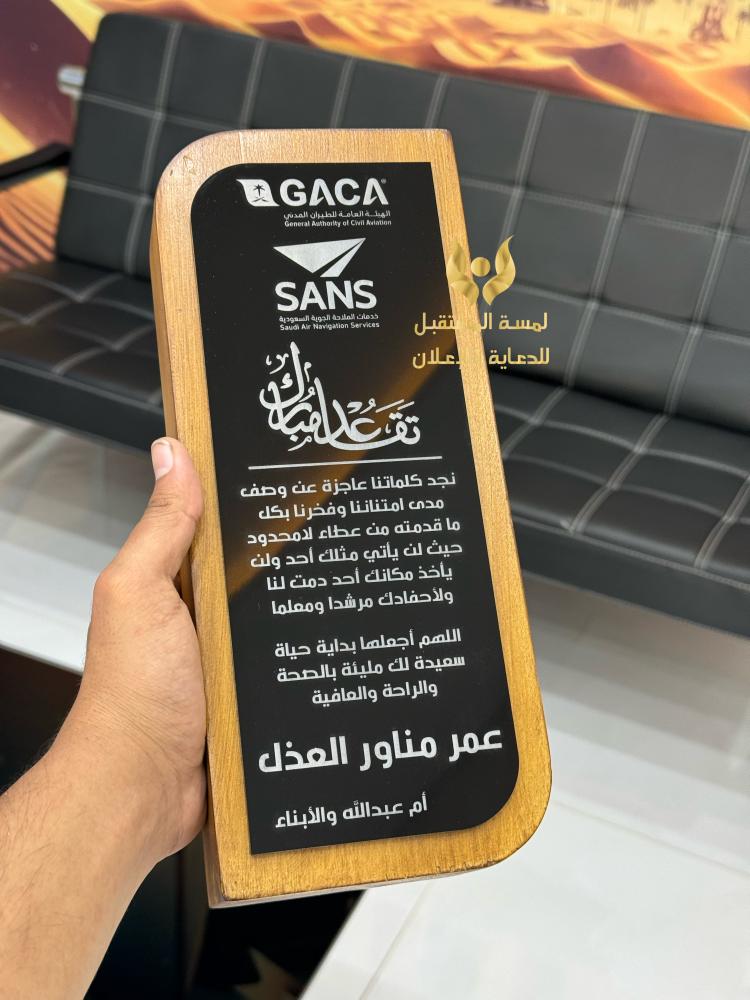 GACA
الهيئة العامة للطيران المدني
General Authority of Civil Aviation
SANS
خدمات الملاحة الجوية السعودية
Saudi Air Navigation Services
تَقَاعُد مبارك
نجد كلماتنا عاجزة عن وصف
مدى امتناننا وفخرنا بكل
ما قدمته من عطاء لامحدود
حيث لن يأتي مثلك أحد ولن
يأخذ مكانك أحد دمت لنا
ولأحفادك مرشدا ومعلما
اللهم أجعلها بداية حياة
سعيدة لك مليئة بالصحة
والراحة والعافية
عمر مناور العذل
أم عبدالله والأبناء
لمسة المستقبل
للدعاية والإعلان